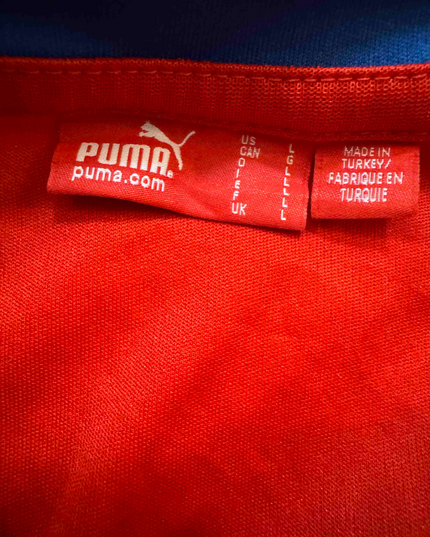 PUMA®
puma.com
US L
CAN G
D L
I L
E L
F L
UK L
MADE IN
TURKEY/
FABRIQUE EN
TURQUIE